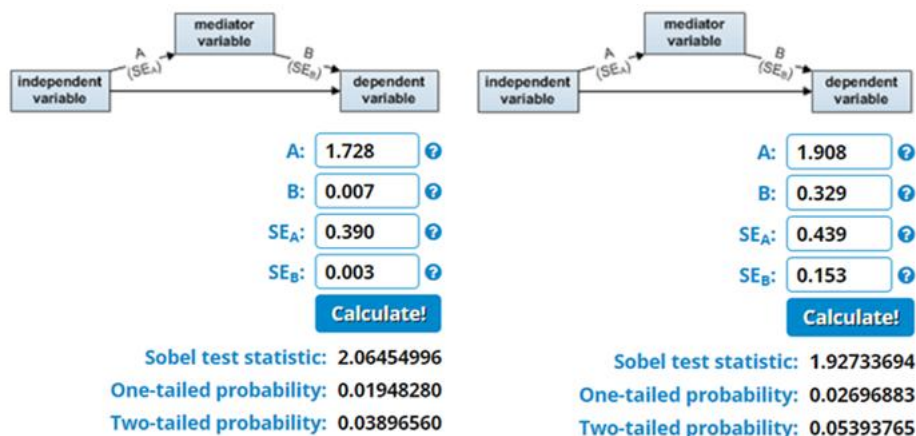 mediator
variable
A
(SEA)
B
(SEB)
independent
variable
dependent
variable
A: 1.728
B: 0.007
SEA: 0.390
SEB: 0.003
Calculate!
Sobel test statistic: 2.06454996
One-tailed probability: 0.01948280
Two-tailed probability: 0.03896560
mediator
variable
A
(SEA)
B
(SEB)
independent
variable
dependent
variable
A: 1.908
B: 0.329
SEA: 0.439
SEB: 0.153
Calculate!
Sobel test statistic: 1.92733694
One-tailed probability: 0.02696883
Two-tailed probability: 0.05393765